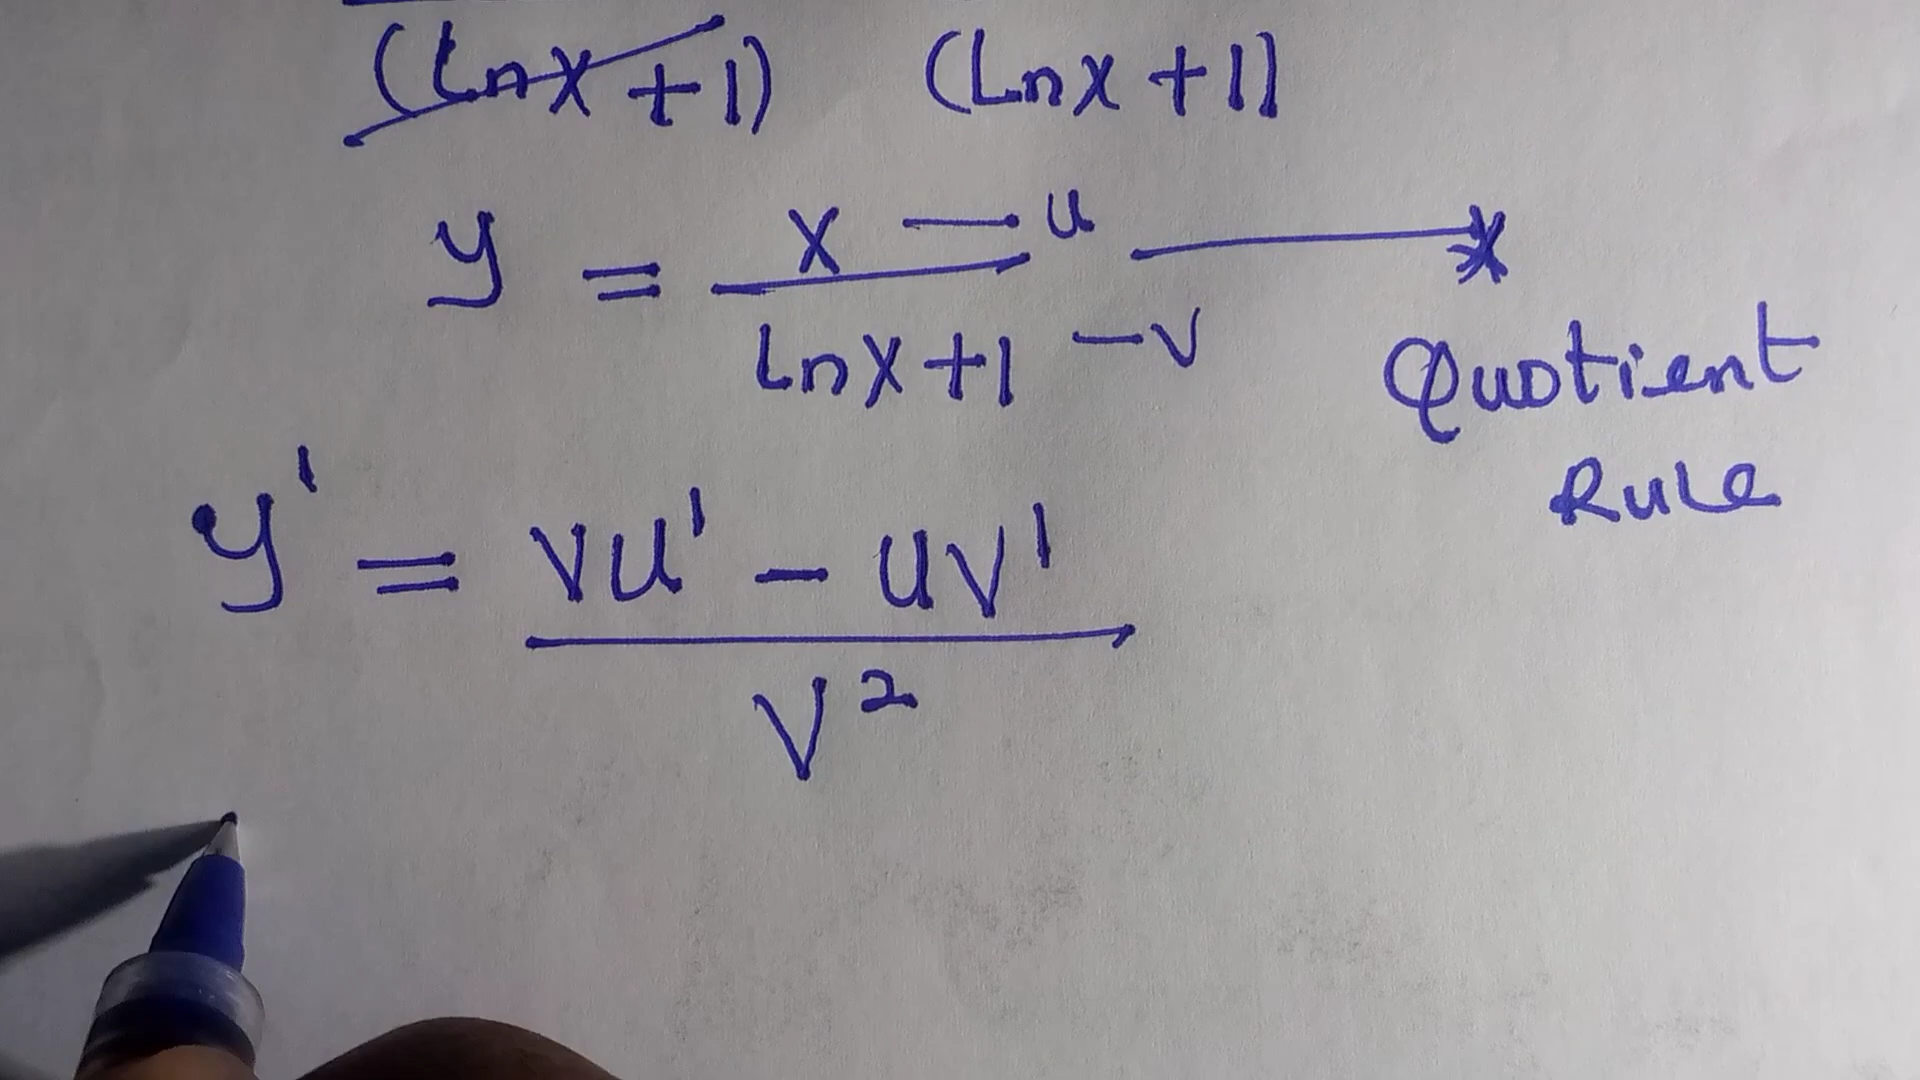 (lnx + 1) (Lnx + 1)
y = x — u
lnx + 1 - v
Quotient
Rule
y' = vu' - uv'
v²